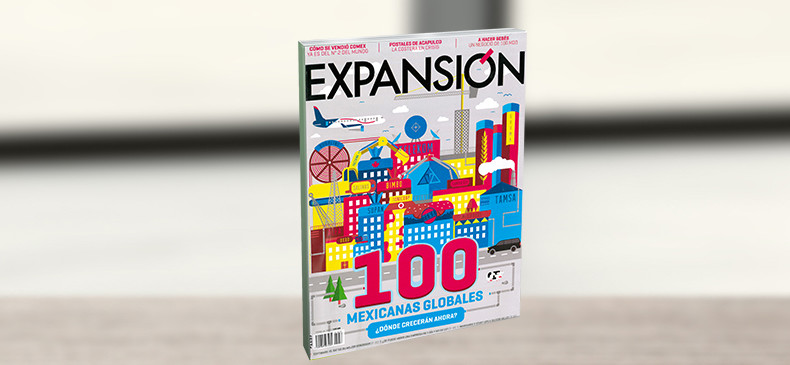 CÓMO SE VENDIÓ COMEX
YA ES DEL Nº 2 DEL MUNDO
POSTALES DE ACAPULCO
LA COSTERA EN CRISIS
A HACER BEBÉS
UN NEGOCIO DE 100 MDD
EXPANSIÓN
BIMBO
TAMSA
100
MEXICANAS GLOBALES
¿DÓNDE CRECERÁN AHORA?